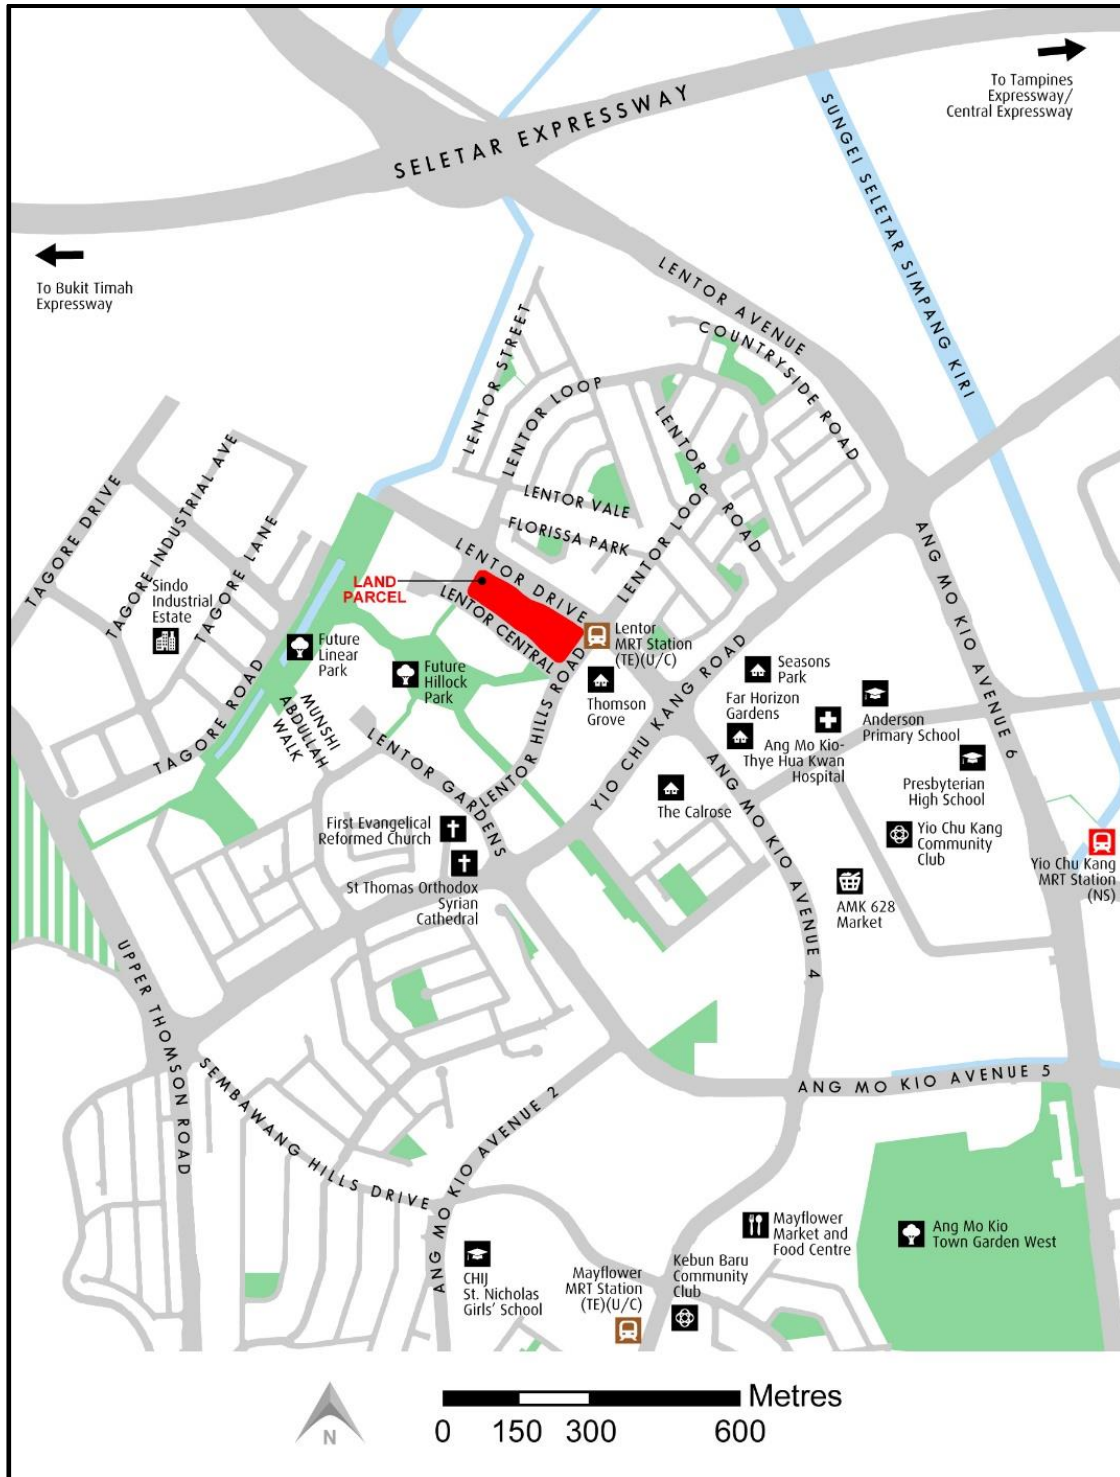 To Tampines
Expressway/
Central Expressway
SELETAR EXPRESSWAY
SUNGEI SELETAR SIMPANG KIRI
To Bukit Timah
Expressway
LENTOR AVENUE
COUNTRYSIDE ROAD
LENTOR STREET
LENTOR LOOP
LENTOR ROAD
LENTOR VALE
FLORISSA PARK
LENTOR LOOP
TAGORE DRIVE
TAGORE INDUSTRIAL AVE
TAGORE LANE
LENTOR DRIVE
LAND
PARCEL
LENTOR CENTRAL
Sindo
Industrial
Estate
Future
Linear
Park
Future
Hillock
Park
Lentor
MRT Station
(TE)(U/C)
Thomson
Grove
LENTOR HILLS ROAD
YIO CHU KANG ROAD
Seasons
Park
Far Horizon
Gardens
Ang Mo Kio-
Thye Hua Kwan
Hospital
Anderson
Primary School
ANG MO KIO AVENUE 6
Presbyterian
High School
TAGORE ROAD
MUNSHI
ABDULLAH
WALK
LENTOR GARDENS
The Calrose
ANG MO KIO AVENUE 4
First Evangelical
Reformed Church
St Thomas Orthodox
Syrian
Cathedral
Yio Chu Kang
Community
Club
Yio Chu Kang
MRT Station
(NS)
AMK 628
Market
UPPER THOMSON ROAD
SEMBAWANG HILLS DRIVE
ANG MO KIO AVENUE 2
ANG MO KIO AVENUE 5
CHIJ
St. Nicholas
Girls' School
Mayflower
MRT Station
(TE)(U/C)
Kebun Baru
Community
Club
Mayflower
Market and
Food Centre
Ang Mo Kio
Town Garden West
N
Metres
0 150 300 600